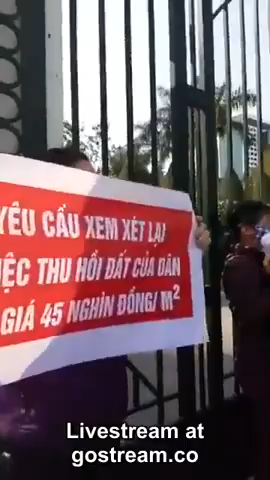 YÊU CẦU XEM XÉT LẠI
IỆC THU HỒI ĐẤT CỦA DÂN
GIÁ 45 NGHÌN ĐỒNG/ M²
Livestream at
gostream.co